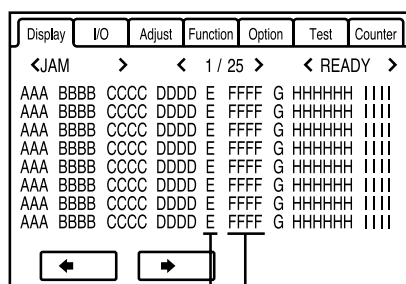 Display I/O Adjust Function Option Test Counter
<JAM > < 1 / 25 > < READY >
AAA BBBB CCCC DDDD E FFFF G HHHHHH IIII
AAA BBBB CCCC DDDD E FFFF G HHHHHH IIII
AAA BBBB CCCC DDDD E FFFF G HHHHHH IIII
AAA BBBB CCCC DDDD E FFFF G HHHHHH IIII
AAA BBBB CCCC DDDD E FFFF G HHHHHH IIII
AAA BBBB CCCC DDDD E FFFF G HHHHHH IIII
AAA BBBB CCCC DDDD E FFFF G HHHHHH IIII
AAA BBBB CCCC DDDD E FFFF G HHHHHH IIII